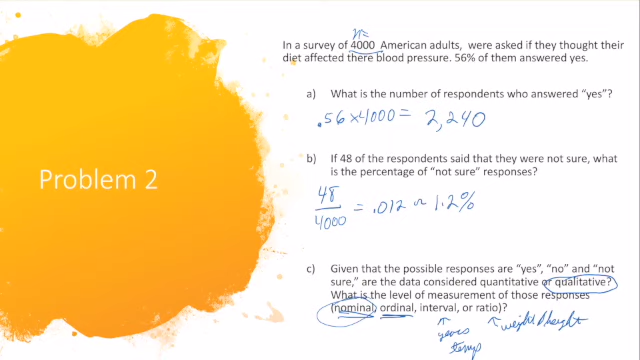 Problem 2
n=
In a survey of 4000 American adults, were asked if they thought their
diet affected there blood pressure. 56% of them answered yes.
a) What is the number of respondents who answered "yes"?
.56 x 4000 = 2,240
b) If 48 of the respondents said that they were not sure, what
is the percentage of "not sure" responses?
48
4000
= .012 or 1.2%
c) Given that the possible responses are "yes", "no" and "not
sure," are the data considered quantitative or qualitative?
What is the level of measurement of those responses
(nominal, ordinal, interval, or ratio)?
years
temp
weight height